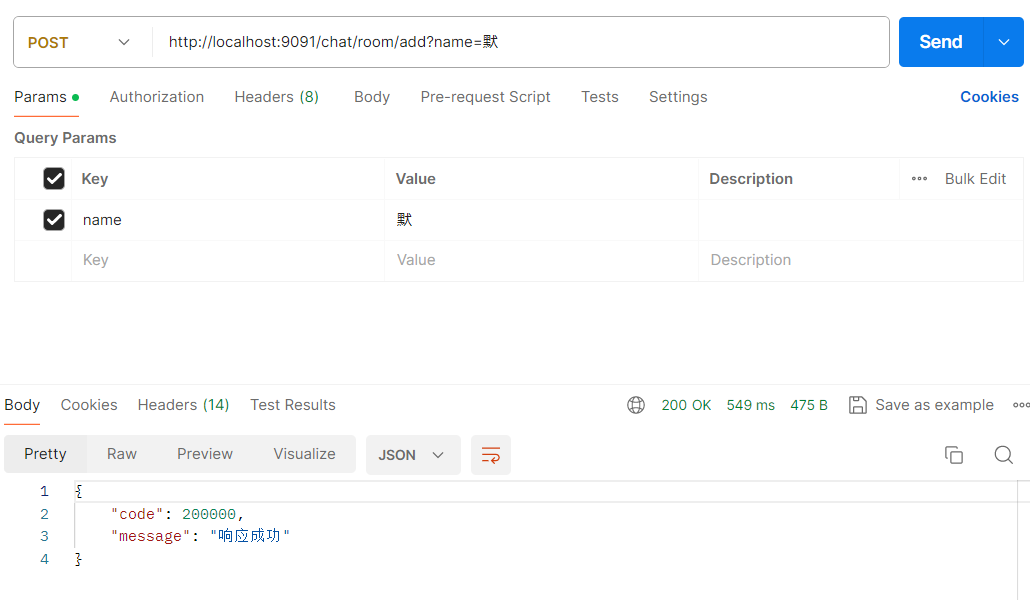 POST http://localhost:9091/chat/room/add?name=默 Send
Params Authorization Headers (8) Body Pre-request Script Tests Settings Cookies
Query Params
Key Value Description Bulk Edit
name 默
Key Value Description
Body Cookies Headers (14) Test Results 200 OK 549 ms 475 B Save as example
Pretty Raw Preview Visualize JSON
1 {
2 "code": 200000,
3 "message": "响应成功"
4 }